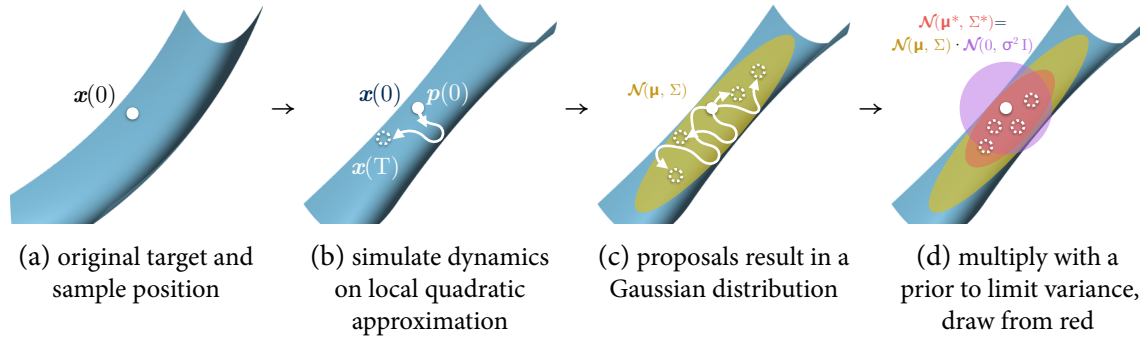 x(0)
→
x(0) p(0)
x(T)
→
N(μ, Σ)
→
N(μ*, Σ*)=
N(μ, Σ) · N(0, σ² I)
(a) original target and
sample position
(b) simulate dynamics
on local quadratic
approximation
(c) proposals result in a
Gaussian distribution
(d) multiply with a
prior to limit variance,
draw from red